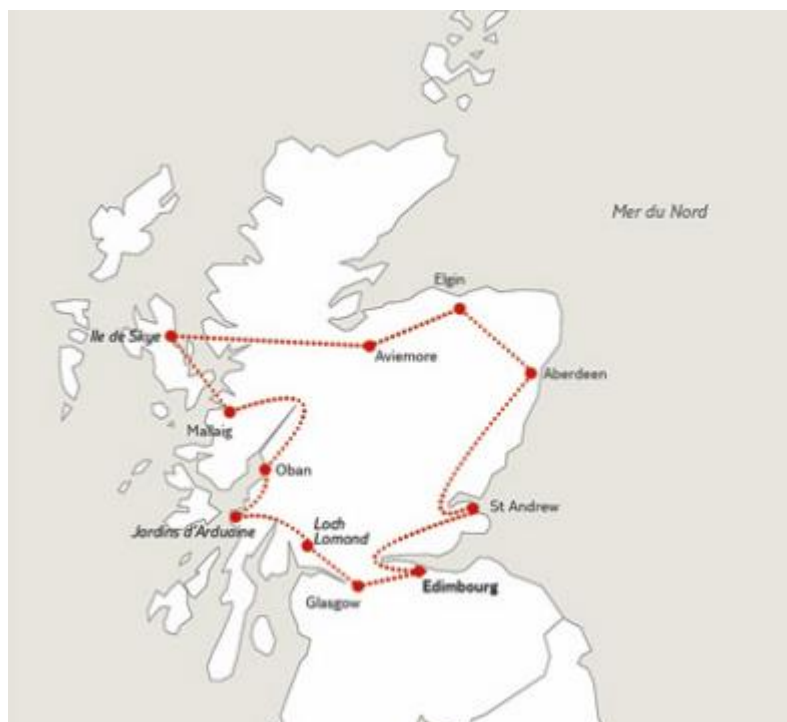 Mer du Nord
Elgin
Ile de Skye
Aviemore
Aberdeen
Mallaig
Oban
St Andrew
Jardins d'Arduaine
Loch
Lomond
Edimbourg
Glasgow